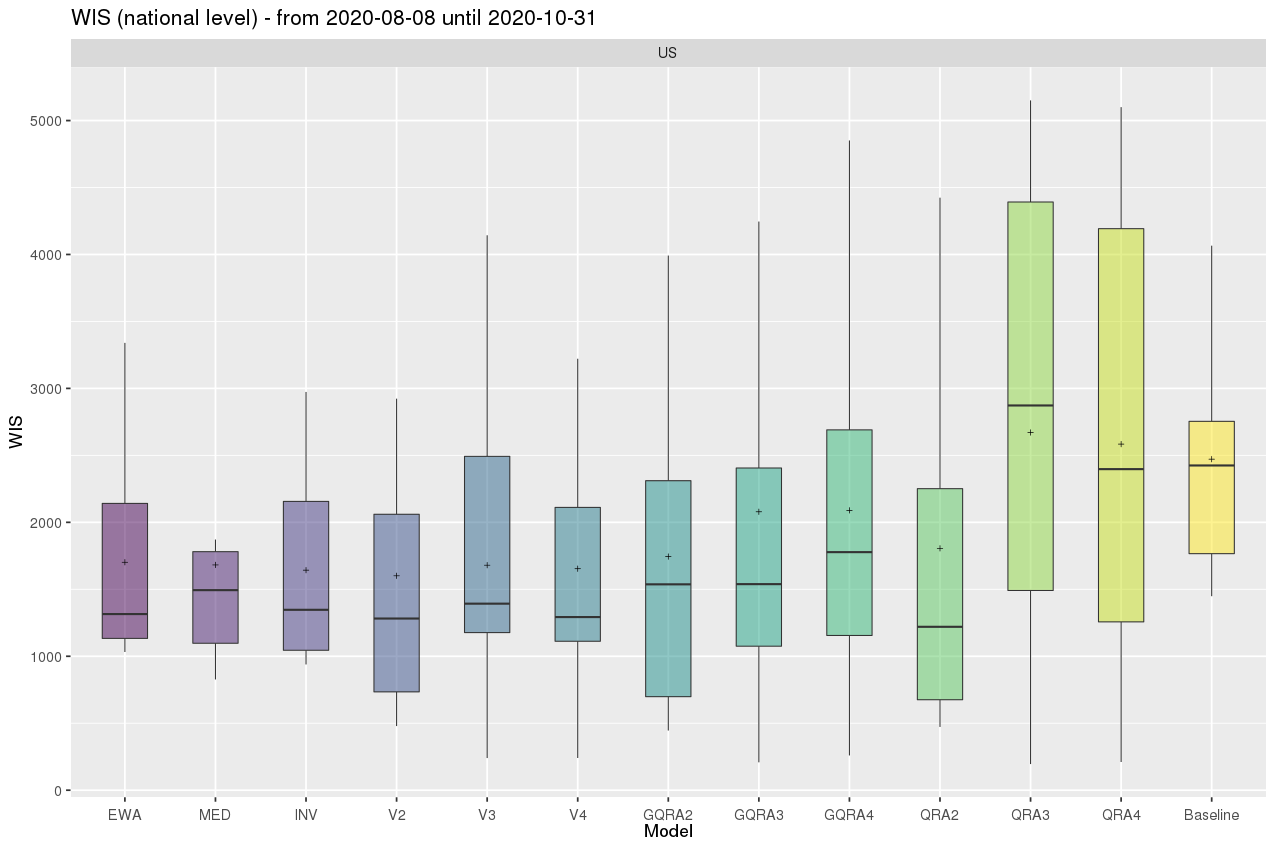 WIS (national level) - from 2020-08-08 until 2020-10-31
US
WIS
5000
4000
3000
2000
1000
0
EWA MED INV V2 V3 V4 GQRA2 GQRA3 GQRA4 QRA2 QRA3 QRA4 Baseline
Model